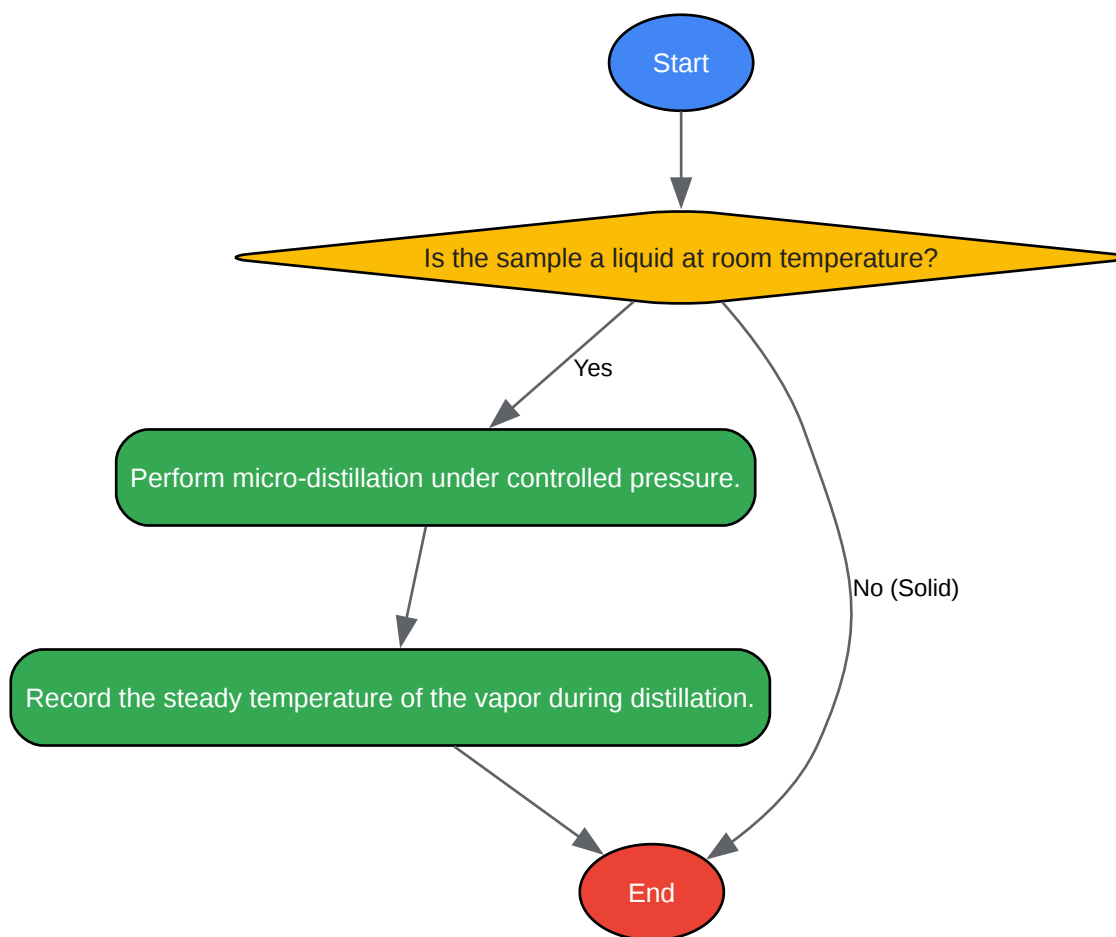 Start
Is the sample a liquid at room temperature?
Yes
Perform micro-distillation under controlled pressure.
No (Solid)
Record the steady temperature of the vapor during distillation.
End